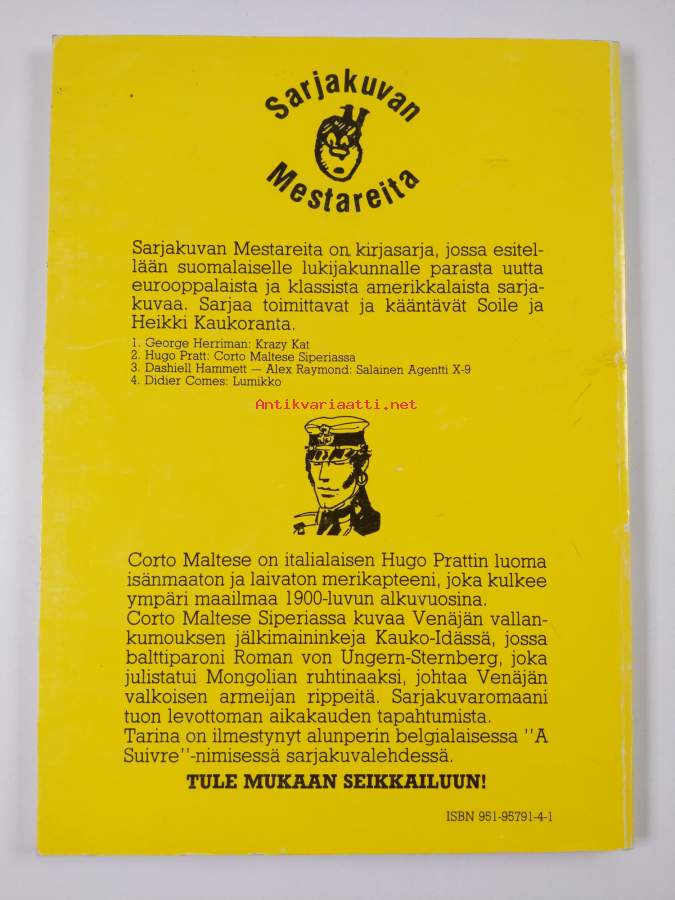 Sarjakuvan
Mestareita
Sarjakuvan Mestareita on kirjasarja, jossa esitel-
lään suomalaiselle lukijakunnalle parasta uutta
eurooppalaista ja klassista amerikkalaista sarja-
kuvaa. Sarjaa toimittavat ja kääntävät Soile ja
Heikki Kaukoranta.
1. George Herriman: Krazy Kat
2. Hugo Pratt: Corto Maltese Siperiassa
3. Dashiell Hammett — Alex Raymond: Salainen Agentti X-9
4. Didier Comes: Lumikko
Antikvariaatti.net
Corto Maltese on italialaisen Hugo Prattin luoma
isänmaaton ja laivaton merikapteeni, joka kulkee
ympäri maailmaa 1900-luvun alkuvuosina.
Corto Maltese Siperiassa kuvaa Venäjän vallan-
kumouksen jälkimaininkeja Kauko-Idässä, jossa
balttiparoni Roman von Ungern-Sternberg, joka
julistatui Mongolian ruhtinaaksi, johtaa Venäjän
valkoisen armeijan rippeitä. Sarjakuvaromaani
tuon levottoman aikakauden tapahtumista.
Tarina on ilmestynyt alunperin belgialaisessa ''A
Suivre''-nimisessä sarjakuvalehdessä.
TULE MUKAAN SEIKKAILUUN!
ISBN 951-95791-4-1